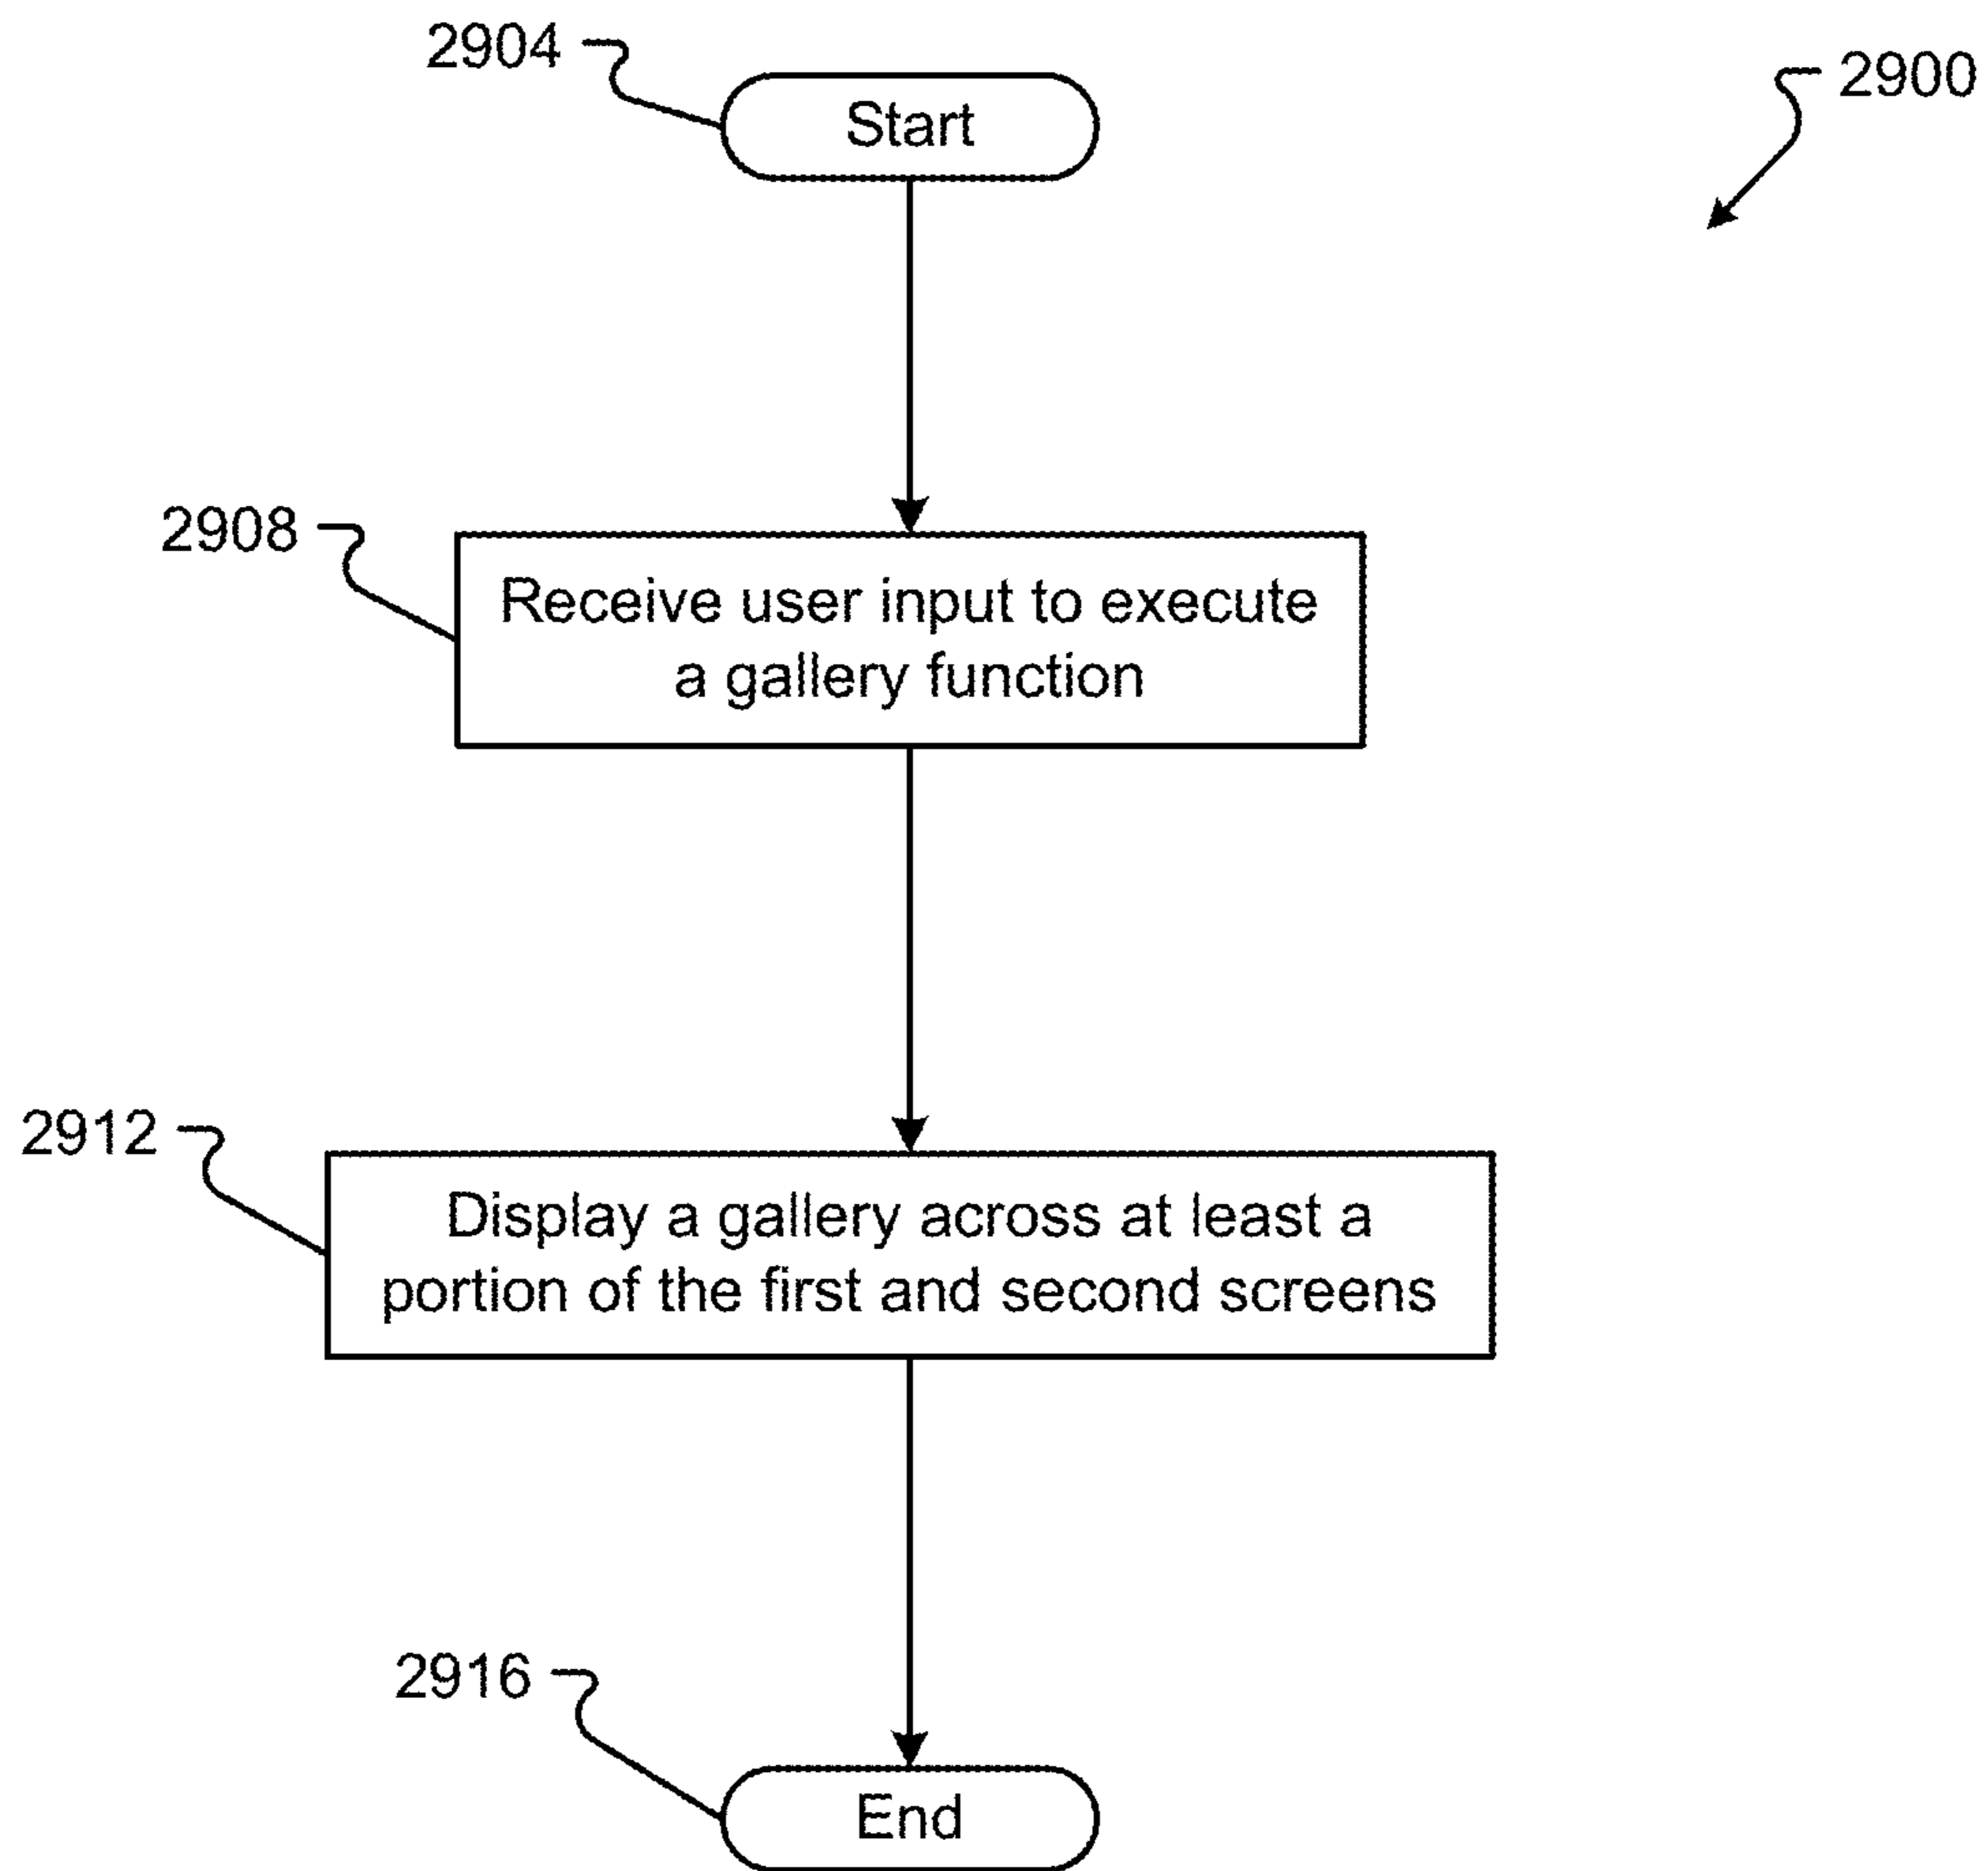 2904
Start
2900
2908
Receive user input to execute
a gallery function
2912
Display a gallery across at least a
portion of the first and second screens
2916
End